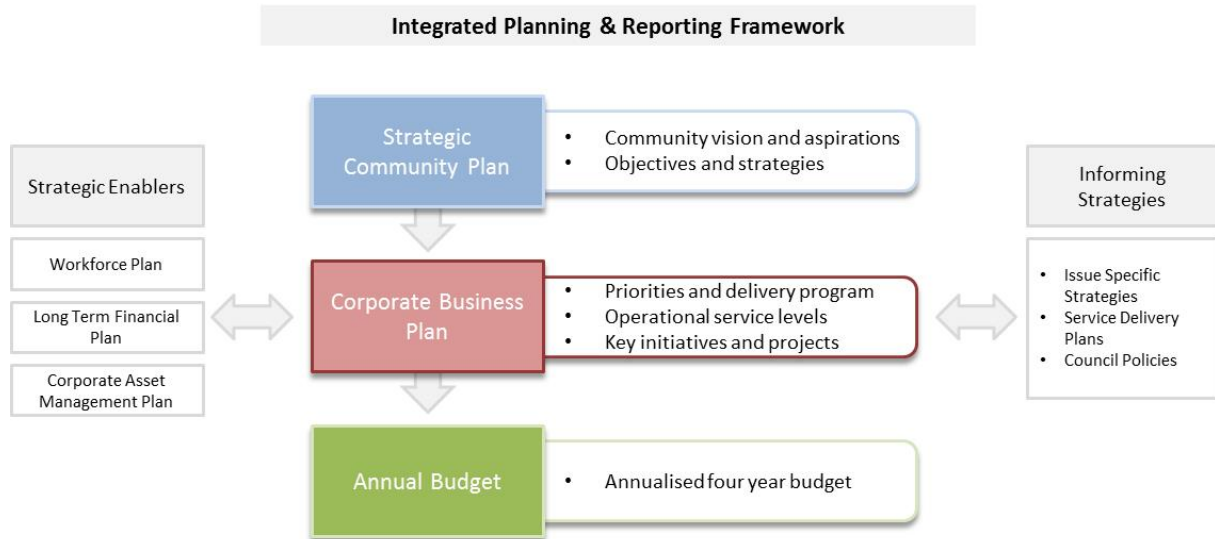 Integrated Planning & Reporting Framework
Strategic
Community Plan
• Community vision and aspirations
• Objectives and strategies
Strategic Enablers
Workforce Plan
Long Term Financial
Plan
Corporate Asset
Management Plan
Corporate Business
Plan
• Priorities and delivery program
• Operational service levels
• Key initiatives and projects
Informing
Strategies
• Issue Specific
Strategies
• Service Delivery
Plans
• Council Policies
Annual Budget
• Annualised four year budget